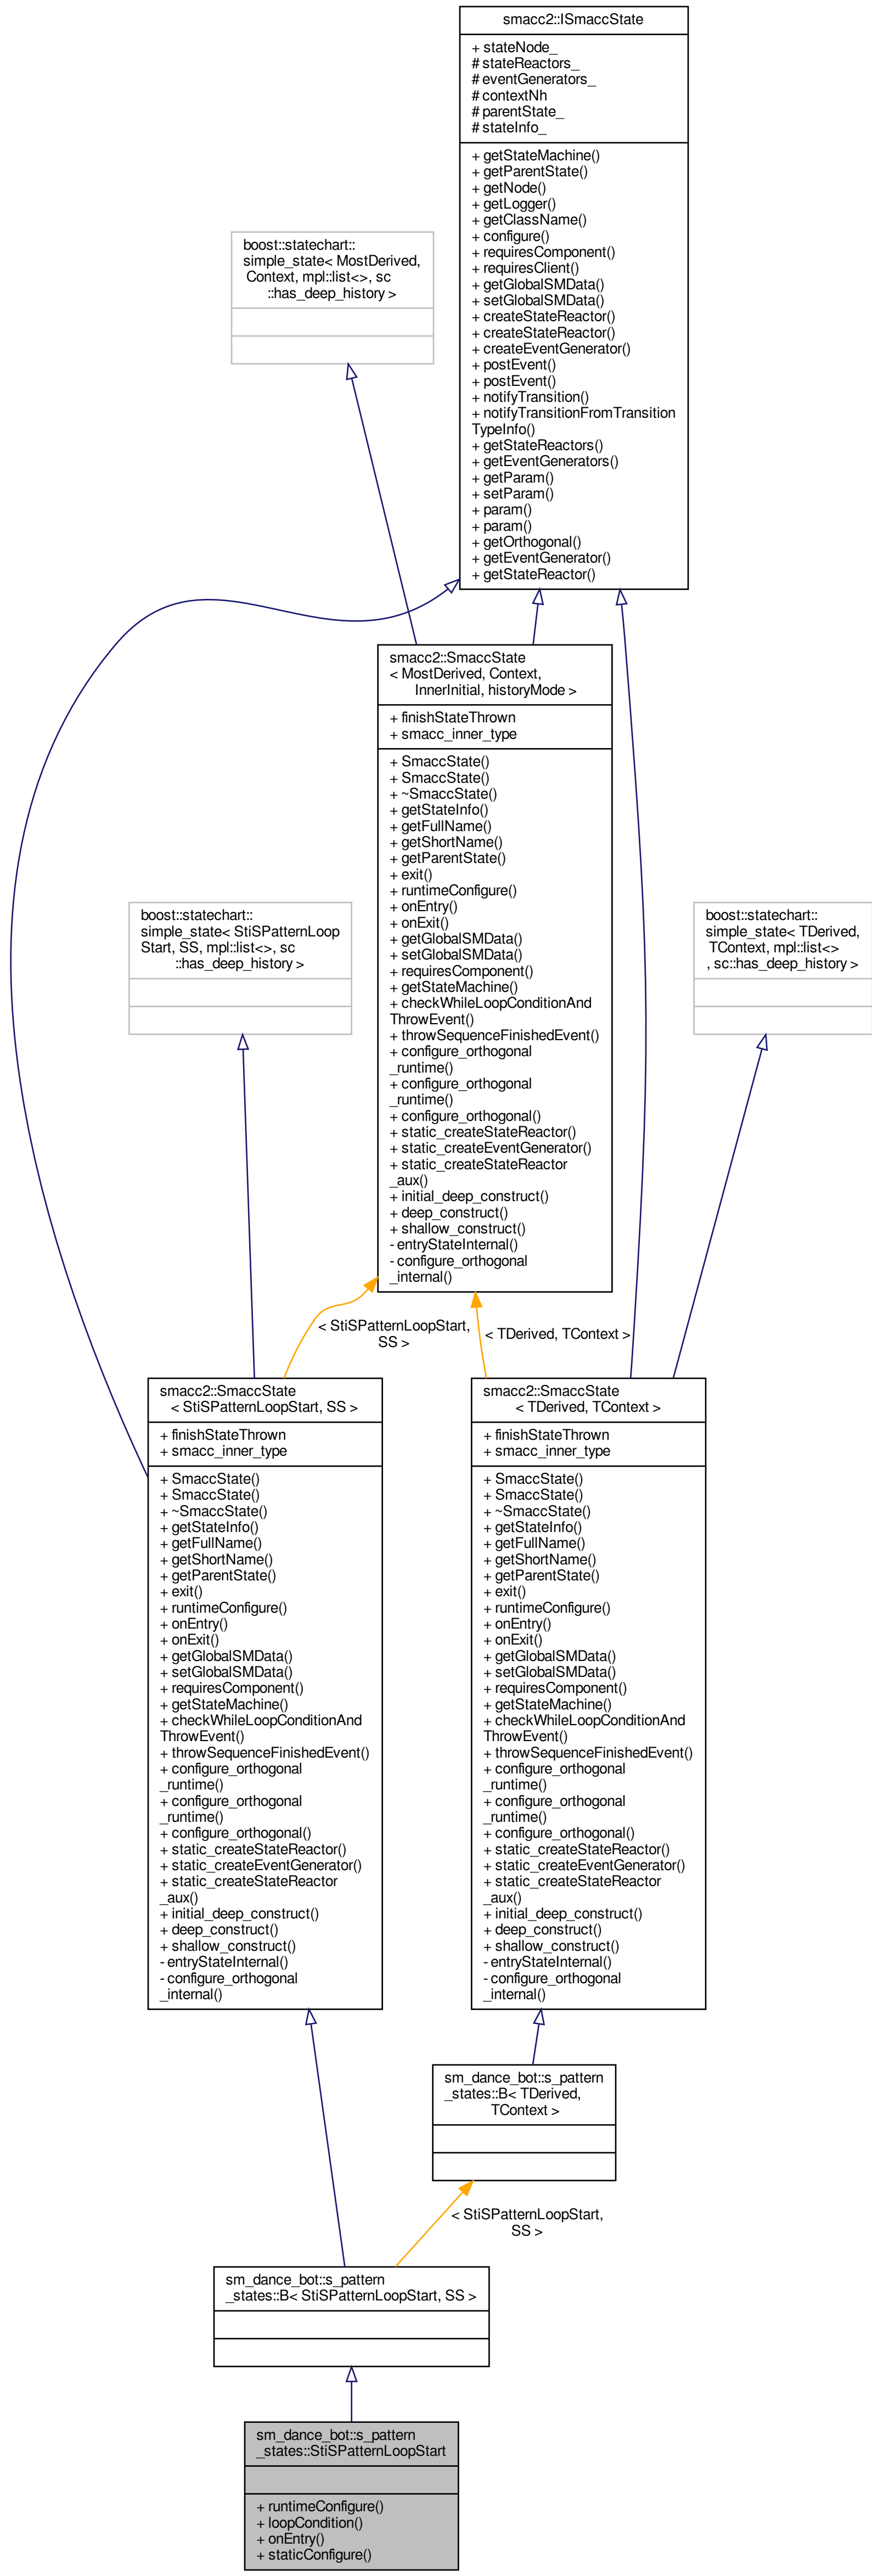 smacc2::ISmaccState
+ stateNode_
# stateReactors_
# eventGenerators_
# contextNh
# parentState_
# stateInfo_
+ getStateMachine()
+ getParentState()
+ getNode()
+ getLogger()
+ getClassName()
+ configure()
+ requiresComponent()
+ requiresClient()
+ getGlobalSMData()
+ setGlobalSMData()
+ createStateReactor()
+ createStateReactor()
+ createEventGenerator()
+ postEvent()
+ postEvent()
+ notifyTransition()
+ notifyTransitionFromTransition
TypeInfo()
+ getStateReactors()
+ getEventGenerators()
+ getParam()
+ setParam()
+ param()
+ param()
+ getOrthogonal()
+ getEventGenerator()
+ getStateReactor()
boost::statechart::
simple_state< MostDerived,
Context, mpl::list<>, sc
::has_deep_history >
smacc2::SmaccState
< MostDerived, Context,
InnerInitial, historyMode >
+ finishStateThrown
+ smacc_inner_type
+ SmaccState()
+ SmaccState()
+ ~SmaccState()
+ getStateInfo()
+ getFullName()
+ getShortName()
+ getParentState()
+ exit()
+ runtimeConfigure()
+ onEntry()
+ onExit()
+ getGlobalSMData()
+ setGlobalSMData()
+ requiresComponent()
+ getStateMachine()
+ checkWhileLoopConditionAnd
ThrowEvent()
+ throwSequenceFinishedEvent()
+ configure_orthogonal
_runtime()
+ configure_orthogonal
_runtime()
+ configure_orthogonal()
+ static_createStateReactor()
+ static_createEventGenerator()
+ static_createStateReactor
_aux()
+ initial_deep_construct()
+ deep_construct()
+ shallow_construct()
- entryStateInternal()
- configure_orthogonal
_internal()
boost::statechart::
simple_state< StiSPatternLoop
Start, SS, mpl::list<>, sc
::has_deep_history >
boost::statechart::
simple_state< TDerived,
TContext, mpl::list<>
, sc::has_deep_history >
< StiSPatternLoopStart,
SS >
< TDerived, TContext >
smacc2::SmaccState
< StiSPatternLoopStart, SS >
+ finishStateThrown
+ smacc_inner_type
+ SmaccState()
+ SmaccState()
+ ~SmaccState()
+ getStateInfo()
+ getFullName()
+ getShortName()
+ getParentState()
+ exit()
+ runtimeConfigure()
+ onEntry()
+ onExit()
+ getGlobalSMData()
+ setGlobalSMData()
+ requiresComponent()
+ getStateMachine()
+ checkWhileLoopConditionAnd
ThrowEvent()
+ throwSequenceFinishedEvent()
+ configure_orthogonal
_runtime()
+ configure_orthogonal
_runtime()
+ configure_orthogonal()
+ static_createStateReactor()
+ static_createEventGenerator()
+ static_createStateReactor
_aux()
+ initial_deep_construct()
+ deep_construct()
+ shallow_construct()
- entryStateInternal()
- configure_orthogonal
_internal()
smacc2::SmaccState
< TDerived, TContext >
+ finishStateThrown
+ smacc_inner_type
+ SmaccState()
+ SmaccState()
+ ~SmaccState()
+ getStateInfo()
+ getFullName()
+ getShortName()
+ getParentState()
+ exit()
+ runtimeConfigure()
+ onEntry()
+ onExit()
+ getGlobalSMData()
+ setGlobalSMData()
+ requiresComponent()
+ getStateMachine()
+ checkWhileLoopConditionAnd
ThrowEvent()
+ throwSequenceFinishedEvent()
+ configure_orthogonal
_runtime()
+ configure_orthogonal
_runtime()
+ configure_orthogonal()
+ static_createStateReactor()
+ static_createEventGenerator()
+ static_createStateReactor
_aux()
+ initial_deep_construct()
+ deep_construct()
+ shallow_construct()
- entryStateInternal()
- configure_orthogonal
_internal()
sm_dance_bot::s_pattern
_states::B< TDerived,
TContext >
< StiSPatternLoopStart,
SS >
sm_dance_bot::s_pattern
_states::B< StiSPatternLoopStart, SS >
sm_dance_bot::s_pattern
_states::StiSPatternLoopStart
+ runtimeConfigure()
+ loopCondition()
+ onEntry()
+ staticConfigure()